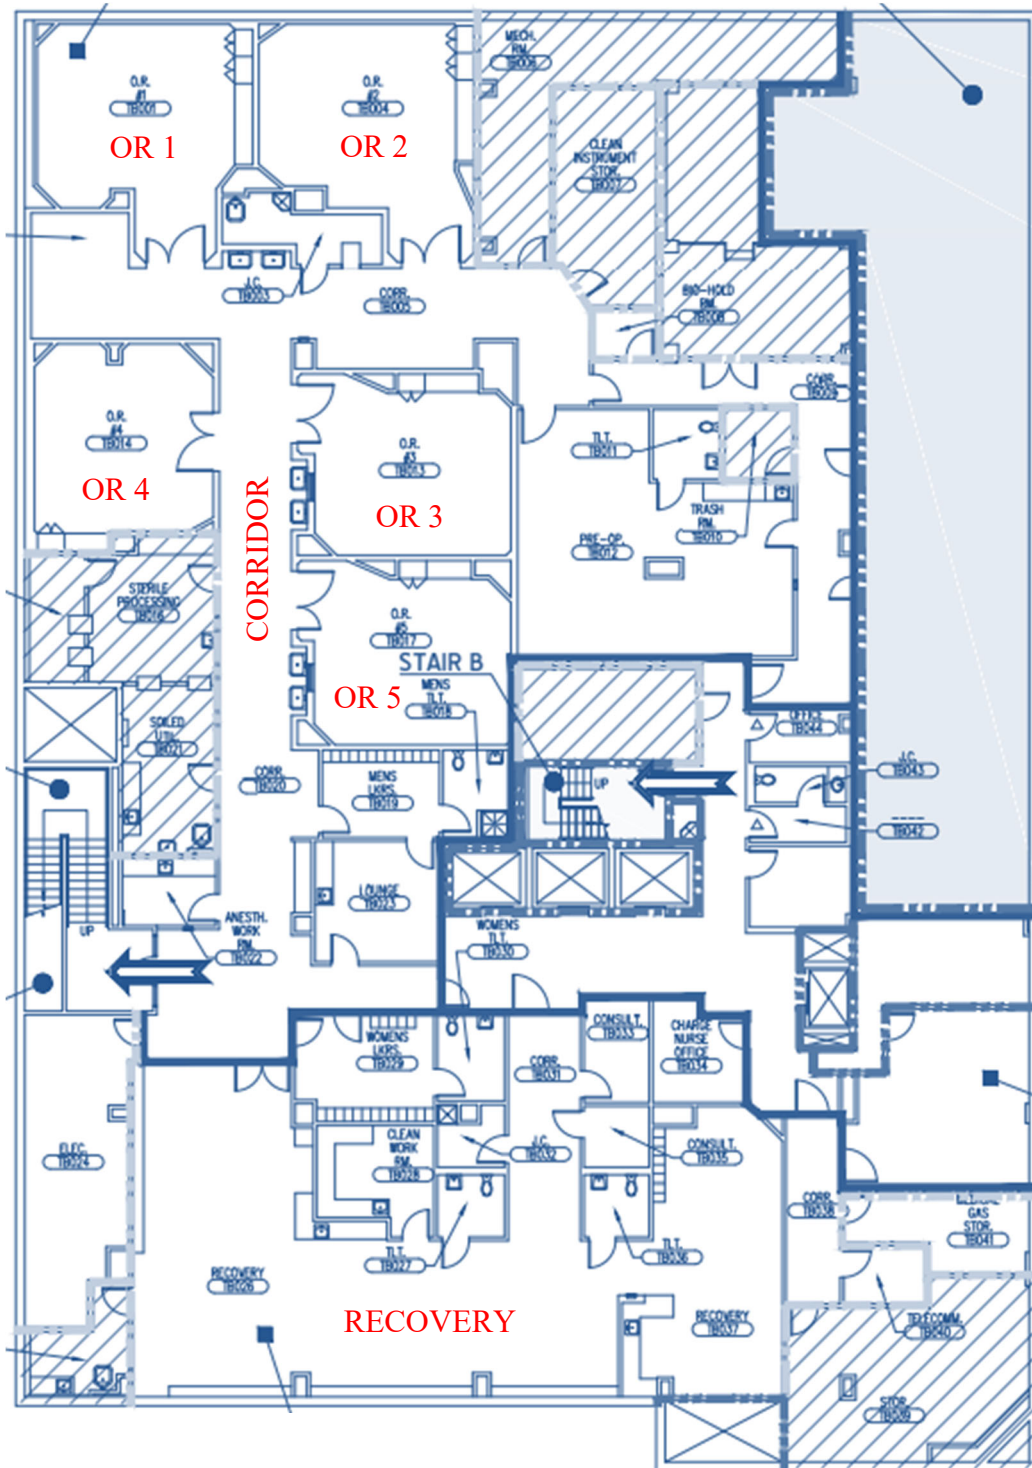 O.R.
#1
TB001
OR 1
O.R.
#2
TB004
OR 2
MECH.
RM.
TB006
CLEAN
INSTRUMENT
STOR.
TB007
J.C.
TB003
CORR.
TB005
BIO-HOLD
RM.
TB008
CORR.
TB009
O.R.
#4
TB014
OR 4
CORRIDOR
O.R.
#3
TB013
OR 3
TLT.
TB011
TRASH
RM.
TB010
PRE-OP.
TB012
STERILE
PROCESSING
TB016
O.R.
#5
TB017
OR 5
STAIR B
MENS
TLT.
TB018
SOILED
UTIL.
TB021
OFFICE
TB044
CORR.
TB020
MENS
LKRS.
TB019
UP
J.C.
TB043
TB042
LOUNGE
TB023
UP
ANESTH.
WORK
RM.
TB022
WOMENS
TLT.
TB030
WOMENS
LKRS.
TB029
CORR.
TB031
CONSULT.
TB033
CHARGE
NURSE
OFFICE
TB034
ELEC.
TB024
CLEAN
WORK
RM.
TB028
J.C.
TB032
CONSULT.
TB035
TLT.
TB027
TLT.
TB036
CORR.
TB038
GAS
STOR.
TB041
RECOVERY
TB026
RECOVERY
RECOVERY
TB037
TELECOMM.
TB040
STOR.
TB039